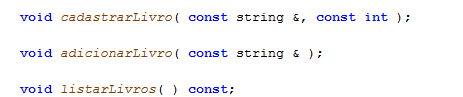 void cadastrarLivro( const string &, const int );
void adicionarLivro( const string & );
void listarLivros( ) const;